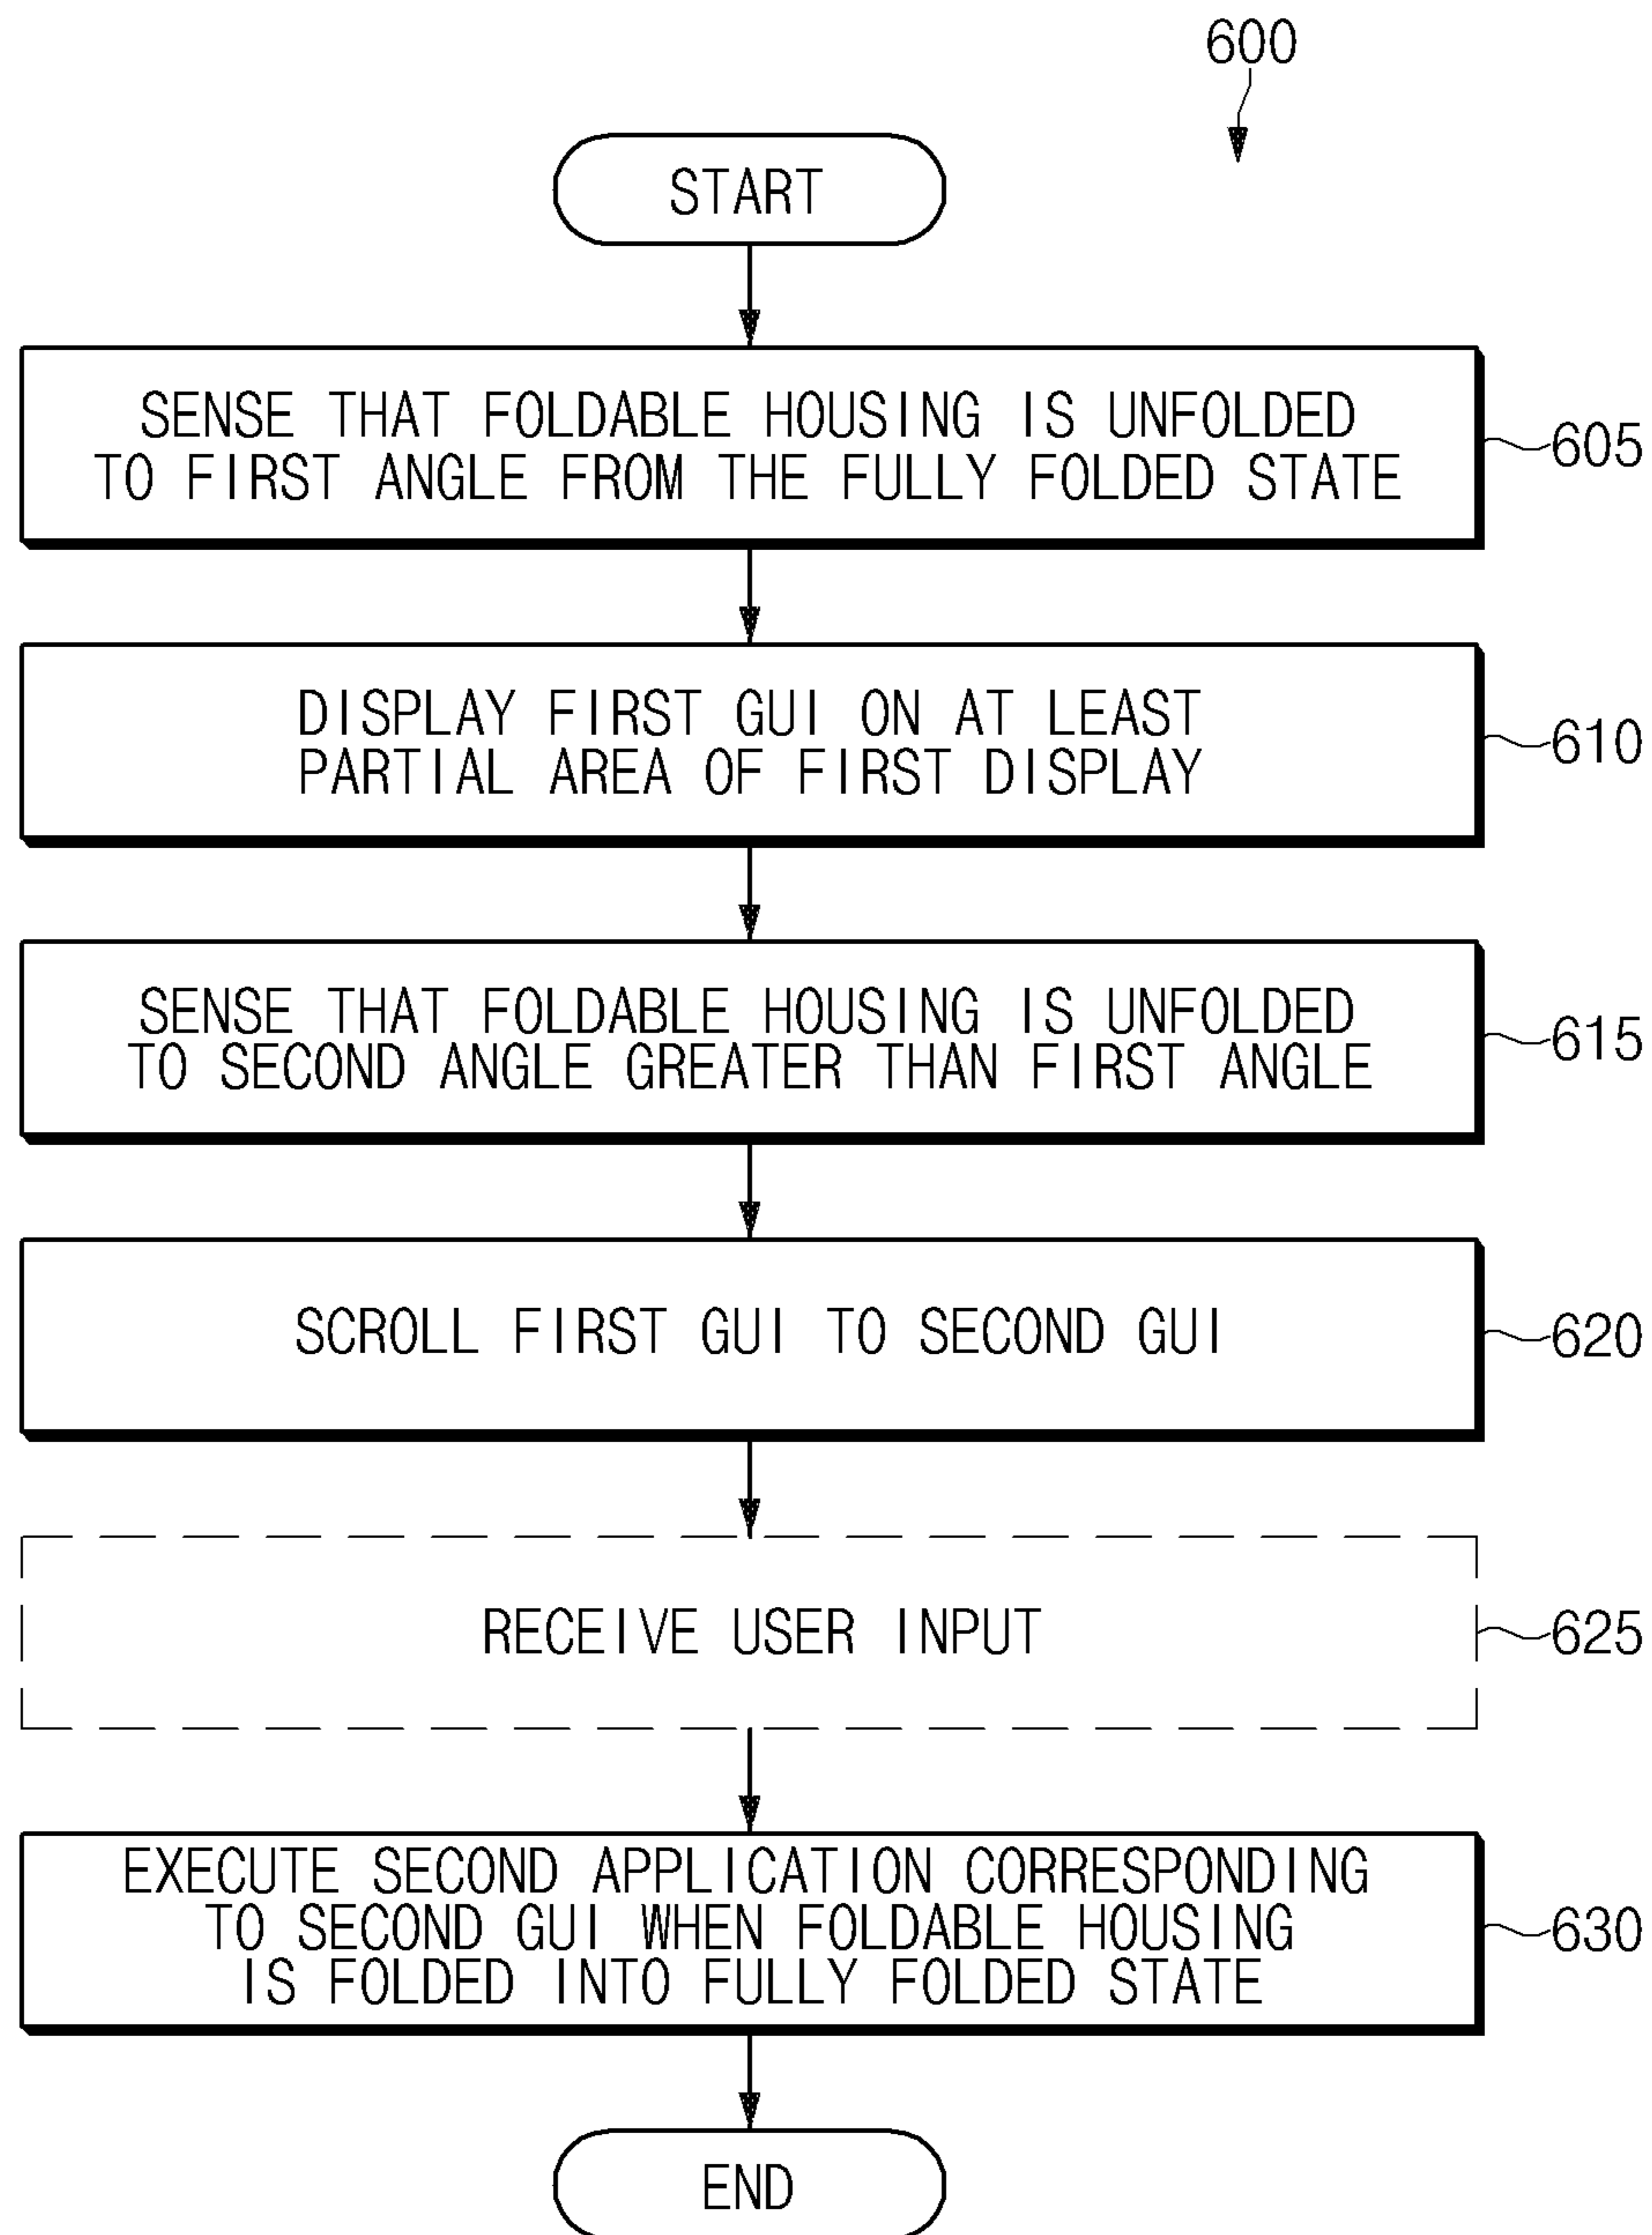 600
START
SENSE THAT FOLDABLE HOUSING IS UNFOLDED
TO FIRST ANGLE FROM THE FULLY FOLDED STATE
605
DISPLAY FIRST GUI ON AT LEAST
PARTIAL AREA OF FIRST DISPLAY
610
SENSE THAT FOLDABLE HOUSING IS UNFOLDED
TO SECOND ANGLE GREATER THAN FIRST ANGLE
615
SCROLL FIRST GUI TO SECOND GUI
620
RECEIVE USER INPUT
625
EXECUTE SECOND APPLICATION CORRESPONDING
TO SECOND GUI WHEN FOLDABLE HOUSING
IS FOLDED INTO FULLY FOLDED STATE
630
END